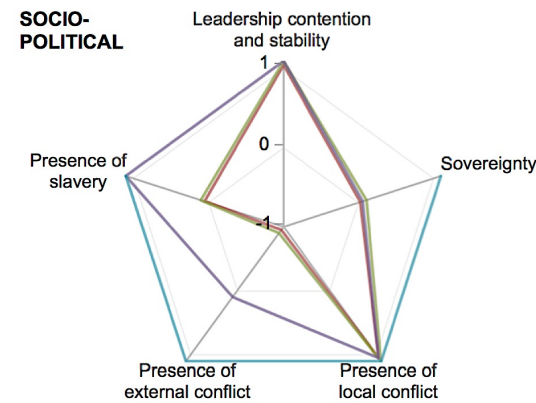 SOCIO-
POLITICAL
Leadership contention
and stability
1
0
-1
Presence of
slavery
Sovereignty
Presence of
external conflict
Presence of
local conflict